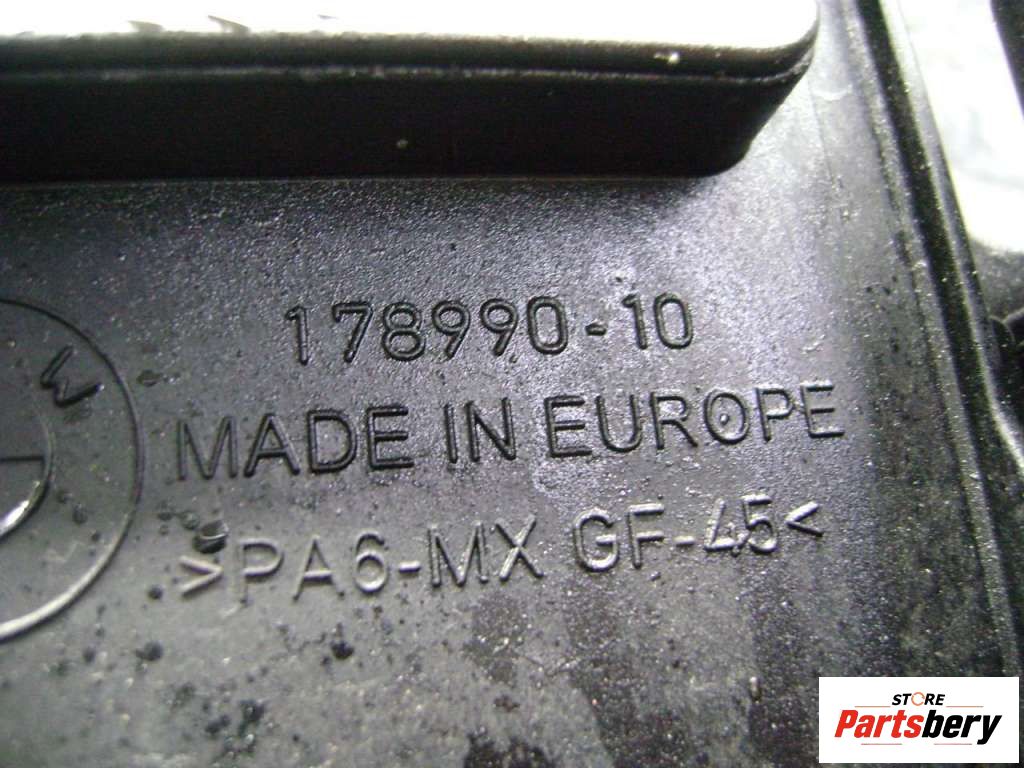 178990-10
M
MADE IN EUROPE
>PA6-MX GF-45<
STORE
Partsbery